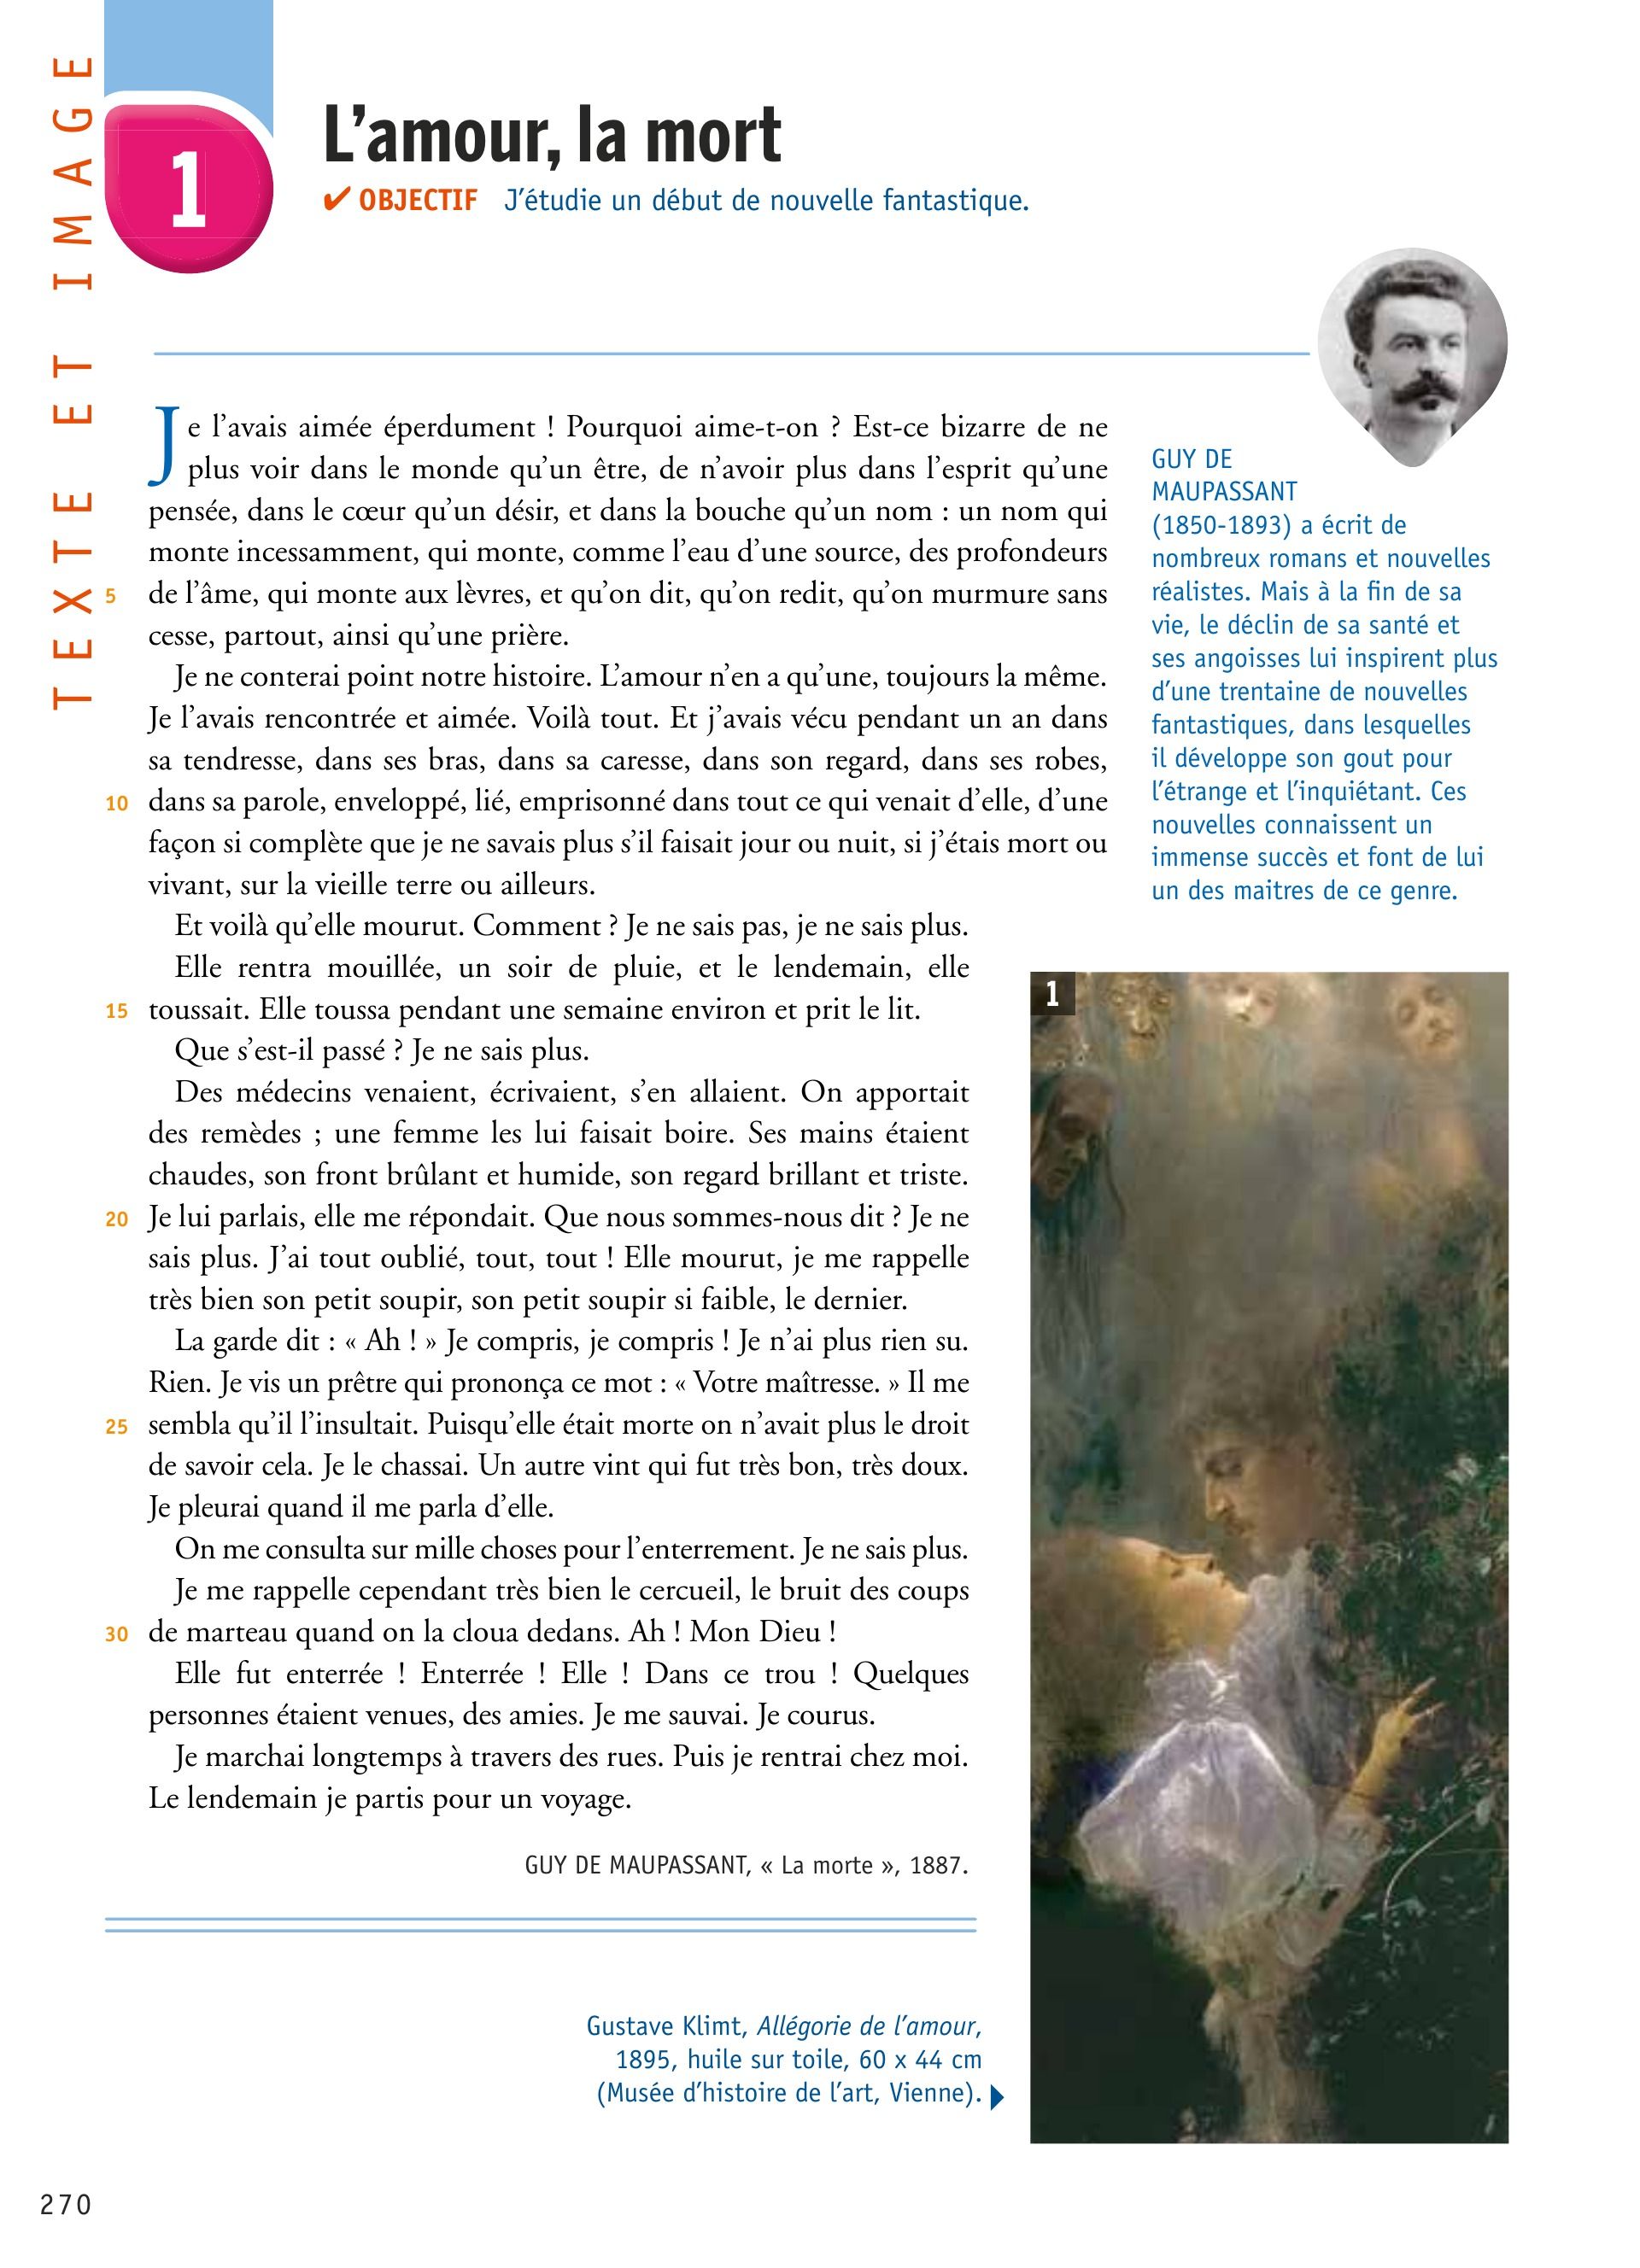 TEXTE ET IMAGE
1
L'amour, la mort
✔ OBJECTIF J'étudie un début de nouvelle fantastique.
Je l'avais aimée éperdument ! Pourquoi aime-t-on ? Est-ce bizarre de ne
plus voir dans le monde qu'un être, de n'avoir plus dans l'esprit qu'une
pensée, dans le cœur qu'un désir, et dans la bouche qu'un nom : un nom qui
monte incessamment, qui monte, comme l'eau d'une source, des profondeurs
5 de l'âme, qui monte aux lèvres, et qu'on dit, qu'on redit, qu'on murmure sans
cesse, partout, ainsi qu'une prière.
Je ne conterai point notre histoire. L'amour n'en a qu'une, toujours la même.
Je l'avais rencontrée et aimée. Voilà tout. Et j'avais vécu pendant un an dans
sa tendresse, dans ses bras, dans sa caresse, dans son regard, dans ses robes,
10 dans sa parole, enveloppé, lié, emprisonné dans tout ce qui venait d'elle, d'une
façon si complète que je ne savais plus s'il faisait jour ou nuit, si j'étais mort ou
vivant, sur la vieille terre ou ailleurs.
Et voilà qu'elle mourut. Comment ? Je ne sais pas, je ne sais plus.
Elle rentra mouillée, un soir de pluie, et le lendemain, elle
15 toussait. Elle toussa pendant une semaine environ et prit le lit.
Que s'est-il passé ? Je ne sais plus.
Des médecins venaient, écrivaient, s'en allaient. On apportait
des remèdes ; une femme les lui faisait boire. Ses mains étaient
chaudes, son front brûlant et humide, son regard brillant et triste.
20 Je lui parlais, elle me répondait. Que nous sommes-nous dit ? Je ne
sais plus. J'ai tout oublié, tout, tout ! Elle mourut, je me rappelle
très bien son petit soupir, son petit soupir si faible, le dernier.
La garde dit : « Ah ! » Je compris, je compris ! Je n'ai plus rien su.
Rien. Je vis un prêtre qui prononça ce mot : « Votre maîtresse. » Il me
25 sembla qu'il l'insultait. Puisqu'elle était morte on n'avait plus le droit
de savoir cela. Je le chassai. Un autre vint qui fut très bon, très doux.
Je pleurai quand il me parla d'elle.
On me consulta sur mille choses pour l'enterrement. Je ne sais plus.
Je me rappelle cependant très bien le cercueil, le bruit des coups
30 de marteau quand on la cloua dedans. Ah ! Mon Dieu !
Elle fut enterrée ! Enterrée ! Elle ! Dans ce trou ! Quelques
personnes étaient venues, des amies. Je me sauvai. Je courus.
Je marchai longtemps à travers des rues. Puis je rentrai chez moi.
Le lendemain je partis pour un voyage.
GUY DE MAUPASSANT, « La morte », 1887.
GUY DE
MAUPASSANT
(1850-1893) a écrit de
nombreux romans et nouvelles
réalistes. Mais à la fin de sa
vie, le déclin de sa santé et
ses angoisses lui inspirent plus
d'une trentaine de nouvelles
fantastiques, dans lesquelles
il développe son gout pour
l'étrange et l'inquiétant. Ces
nouvelles connaissent un
immense succès et font de lui
un des maitres de ce genre.
1
Gustave Klimt, Allégorie de l'amour,
1895, huile sur toile, 60 x 44 cm
(Musée d'histoire de l'art, Vienne).
270